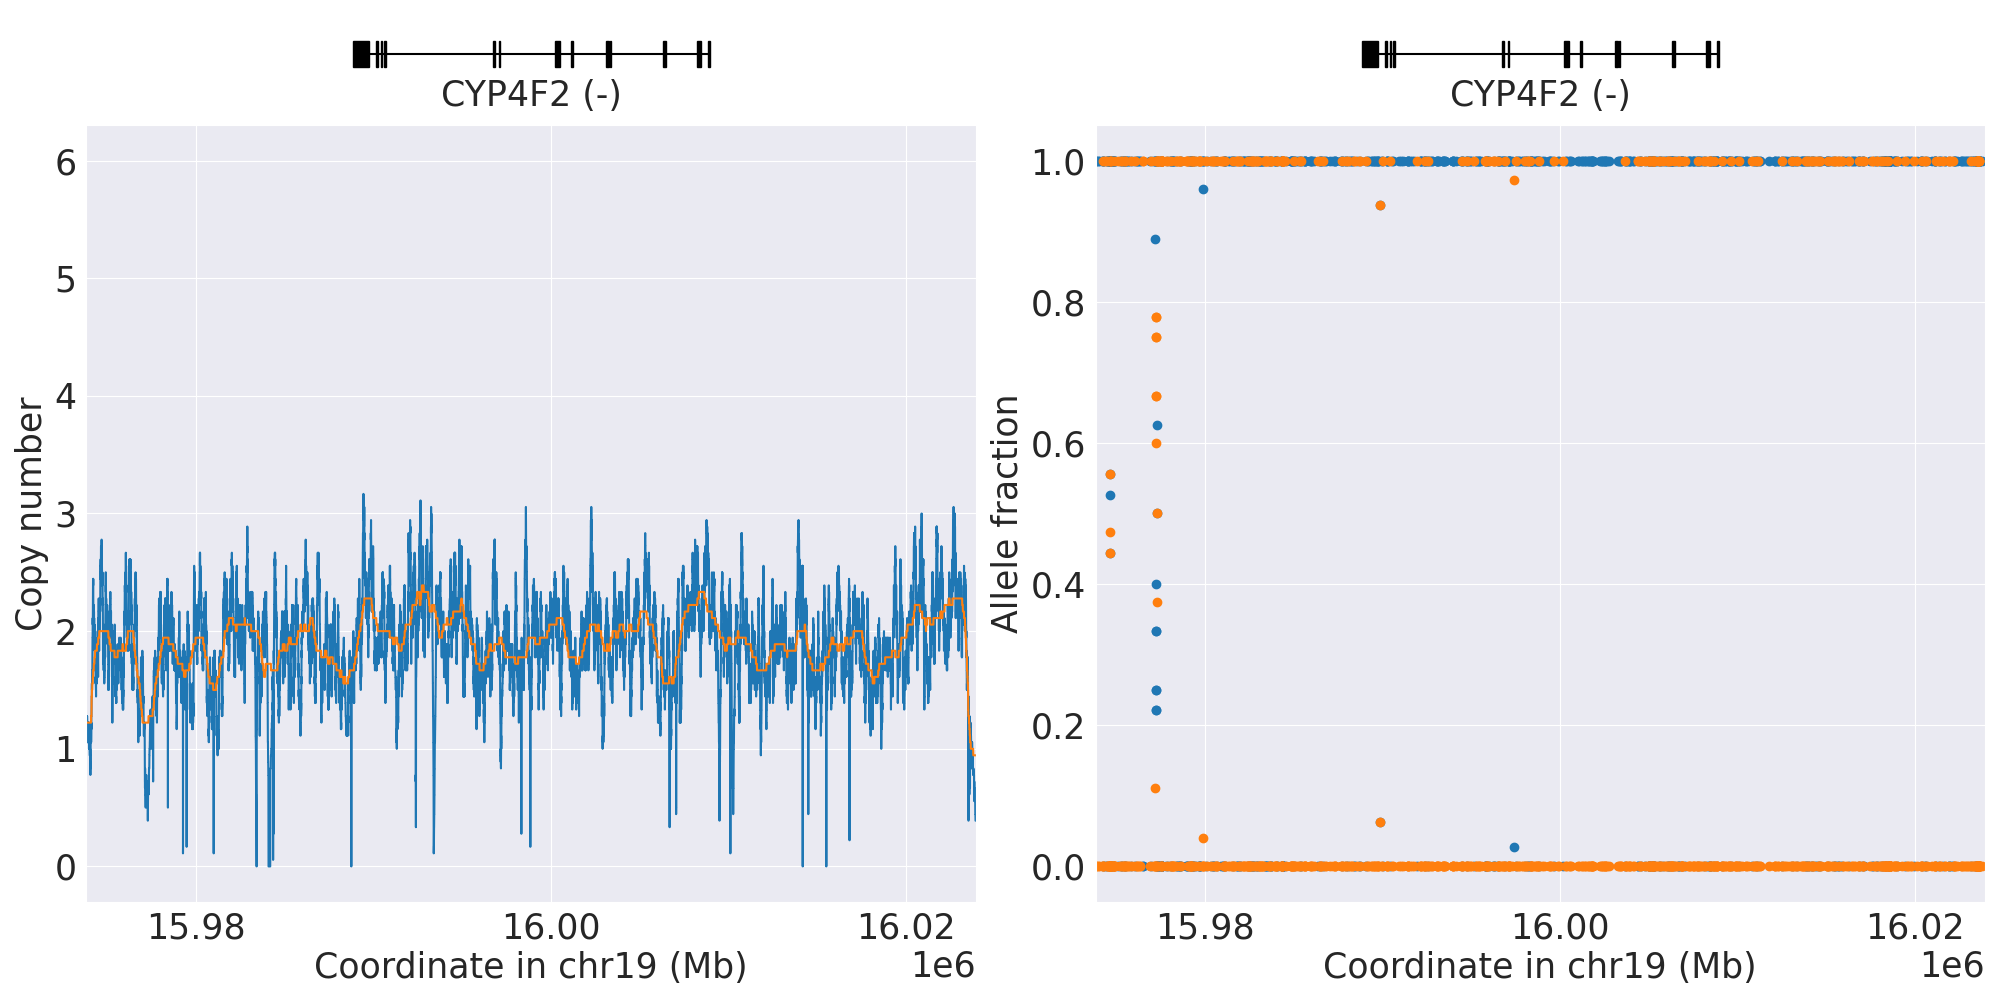 CYP4F2 (-)
Copy number
6
5
4
3
2
1
0
15.98
16.00
16.02
Coordinate in chr19 (Mb)
1e6
CYP4F2 (-)
Allele fraction
1.0
0.8
0.6
0.4
0.2
0.0
15.98
16.00
16.02
Coordinate in chr19 (Mb)
1e6